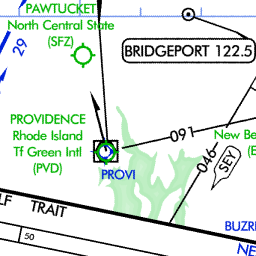 PAWTUCKET
North Central State
(SFZ)
29
BRIDGEPORT 122.5
PROVIDENCE
Rhode Island
Tf Green Intl
(PVD)
PROVI
091
New Be
(E
046
SEY
LF TRAIT
BUZR
50
NE